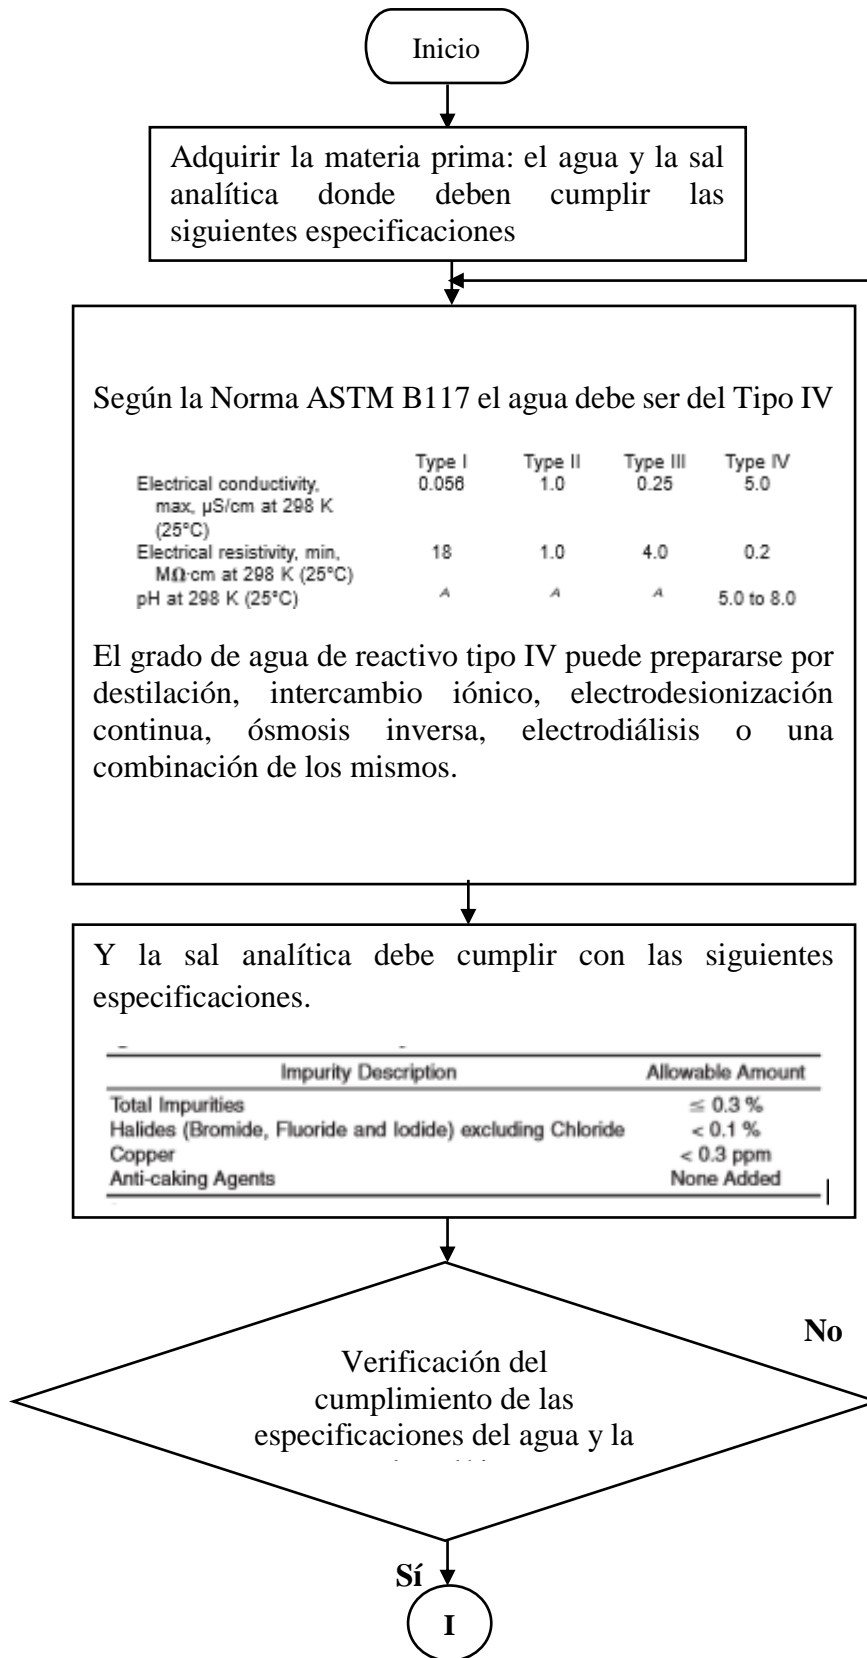 Inicio
Adquirir la materia prima: el agua y la sal
analítica donde deben cumplir las
siguientes especificaciones
Según la Norma ASTM B117 el agua debe ser del Tipo IV
Type I Type II Type III Type IV
Electrical conductivity, 0.056 1.0 0.25 5.0
max, µS/cm at 298 K
(25°C)
Electrical resistivity, min, 18 1.0 4.0 0.2
MΩ·cm at 298 K (25°C)
pH at 298 K (25°C) A A A 5.0 to 8.0
El grado de agua de reactivo tipo IV puede prepararse por
destilación, intercambio iónico, electrodesionización
continua, ósmosis inversa, electrodiálisis o una
combinación de los mismos.
Y la sal analítica debe cumplir con las siguientes
especificaciones.
Impurity Description Allowable Amount
Total Impurities ≤ 0.3 %
Halides (Bromide, Fluoride and Iodide) excluding Chloride < 0.1 %
Copper < 0.3 ppm
Anti-caking Agents None Added
No
Verificación del
cumplimiento de las
especificaciones del agua y la
Sí
I